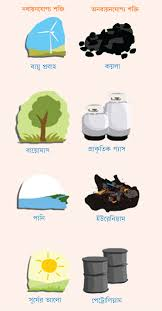 নবায়নযোগ্য শক্তি অনবায়নযোগ্য শক্তি
বায়ু প্রবাহ কয়লা
বায়োমাস প্রাকৃতিক গ্যাস
পানি ইউরেনিয়াম
সূর্যের আলো পেট্রোলিয়াম